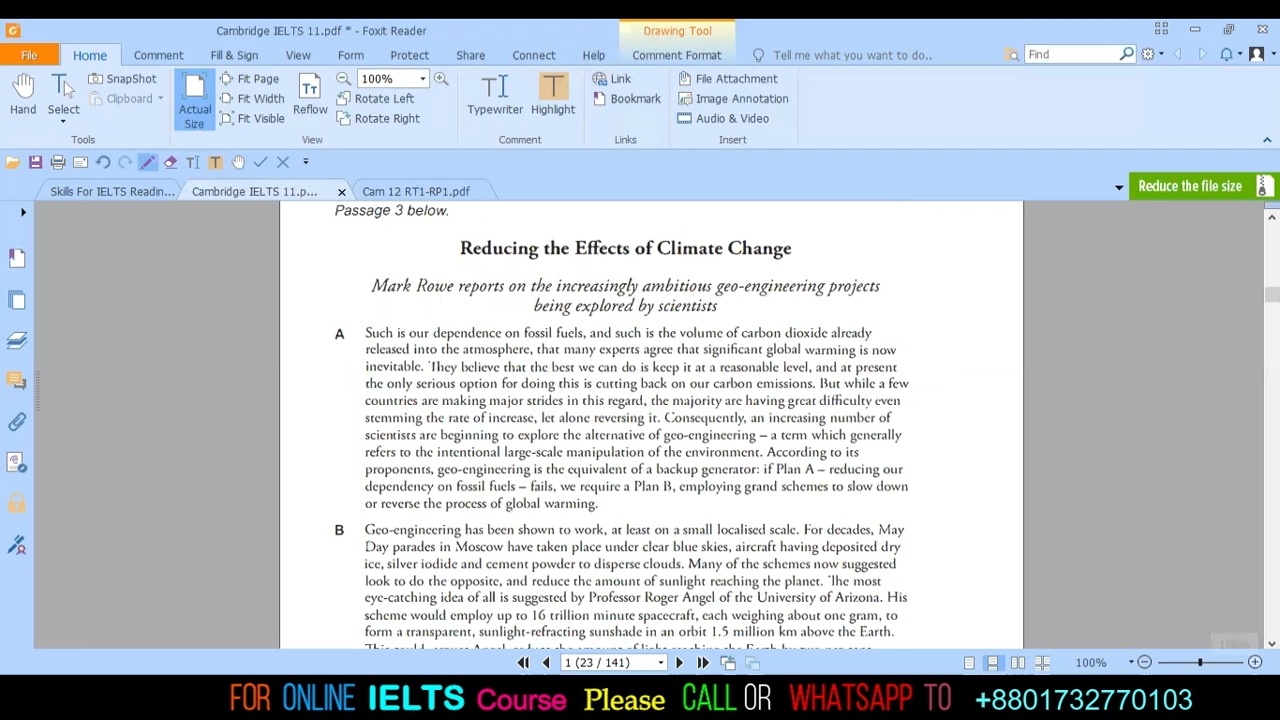 Cambridge IELTS 11.pdf * - Foxit Reader
Drawing Tool
File Home Comment Fill & Sign View Form Protect Share Connect Help Comment Format Tell me what you want to do.. Find
SnapShot
Clipboard
Hand Select
Tools
Actual Size
Fit Page
Fit Width
Fit Visible
Reflow
100%
Rotate Left
Rotate Right
View
Typewriter Highlight
Comment
Link
Bookmark
Links
File Attachment
Image Annotation
Audio & Video
Insert
Skills For IELTS Readin... Cambridge IELTS 11.p... Cam 12 RT1-RP1.pdf
Reduce the file size
Passage 3 below.
Reducing the Effects of Climate Change
Mark Rowe reports on the increasingly ambitious geo-engineering projects
being explored by scientists
A Such is our dependence on fossil fuels, and such is the volume of carbon dioxide already
released into the atmosphere, that many experts agree that significant global warming is now
inevitable. They believe that the best we can do is keep it at a reasonable level, and at present
the only serious option for doing this is cutting back on our carbon emissions. But while a few
countries are making major strides in this regard, the majority are having great difficulty even
stemming the rate of increase, let alone reversing it. Consequently, an increasing number of
scientists are beginning to explore the alternative of geo-engineering – a term which generally
refers to the intentional large-scale manipulation of the environment. According to its
proponents, geo-engineering is the equivalent of a backup generator: if Plan A – reducing our
dependency on fossil fuels – fails, we require a Plan B, employing grand schemes to slow down
or reverse the process of global warming.
B Geo-engineering has been shown to work, at least on a small localised scale. For decades, May
Day parades in Moscow have taken place under clear blue skies, aircraft having deposited dry
ice, silver iodide and cement powder to disperse clouds. Many of the schemes now suggested
look to do the opposite, and reduce the amount of sunlight reaching the planet. The most
eye-catching idea of all is suggested by Professor Roger Angel of the University of Arizona. His
scheme would employ up to 16 trillion minute spacecraft, each weighing about one gram, to
form a transparent, sunlight-refracting sunshade in an orbit 1.5 million km above the Earth.
1 (23 / 141)
100%
FOR ONLINE IELTS Course Please CALL OR WHATSAPP TO +8801732770103